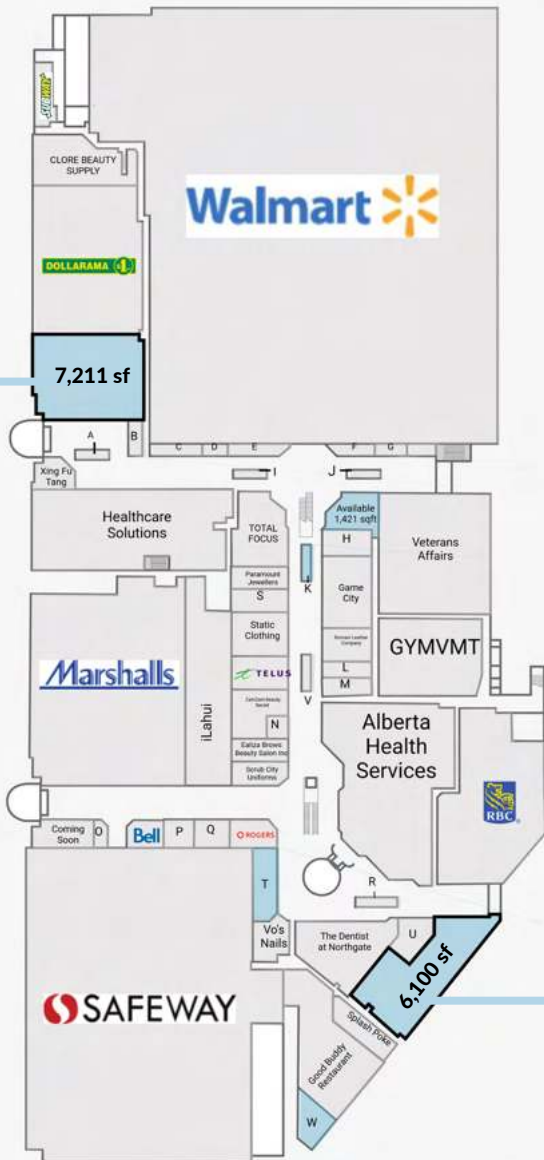 SUBWAY
CLORE BEAUTY
SUPPLY
Walmart
DOLLARAMA
7,211 sf
A
B
C
D
E
F
G
Xing Fu
Tang
I
J
Healthcare
Solutions
TOTAL
FOCUS
Available
1,421 sqft
H
Veterans
Affairs
Paramount
Jewellers
K
S
Game
City
Static
Clothing
GYMVMT
Marshalls
iLahui
TELUS
L
M
V
N
Alberta
Health
Services
Beauty Salon Inc
Scrub City
Uniforms
RBC
Coming
Soon
O
Bell
P
Q
ROGERS
T
R
Vo's
Nails
The Dentist
at Northgate
U
6,100 sf
SAFEWAY
Splash Poke
Good Buddy
Restaurant
W